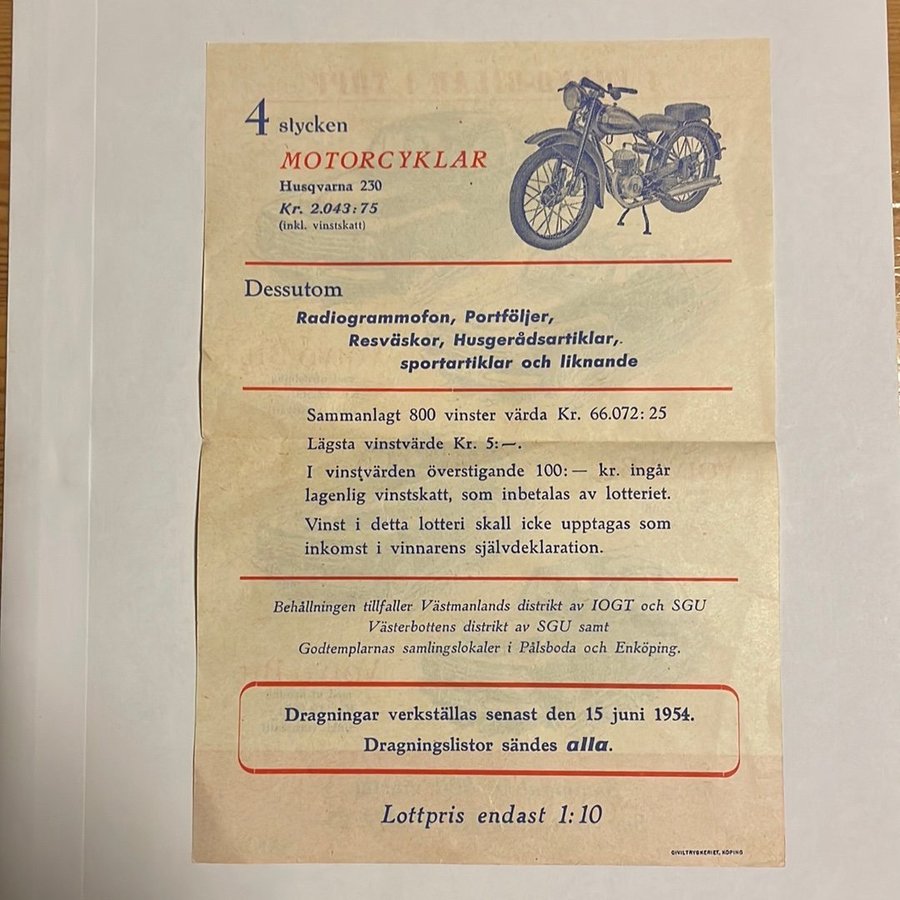 4 stycken
MOTORCYKLAR
Husqvarna 230
Kr. 2.043:75
(inkl. vinstskatt)
Dessutom
Radiogrammofon, Portföljer,
Resväskor, Husgerådsartiklar,
sportartiklar och liknande
Sammanlagt 800 vinster värda Kr. 66.072:25
Lägsta vinstvärde Kr. 5:—.
I vinstvärden överstigande 100:— kr. ingår
lagenlig vinstskatt, som inbetalas av lotteriet.
Vinst i detta lotteri skall icke upptagas som
inkomst i vinnarens självdeklaration.
Behållningen tillfaller Västmanlands distrikt av IOGT och SGU
Västerbottens distrikt av SGU samt
Godtemplarnas samlingslokaler i Pålsboda och Enköping.
Dragningar verkställas senast den 15 juni 1954.
Dragningslistor sändes alla.
Lottpris endast 1:10
CIVILTRYCKERIET, KÖPING